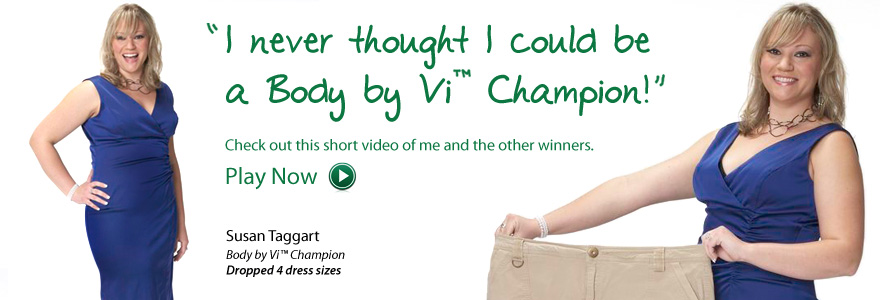 “I never thought I could be
a Body by Vi™ Champion!”
Check out this short video of me and the other winners.
Play Now
Susan Taggart
Body by Vi™ Champion
Dropped 4 dress sizes